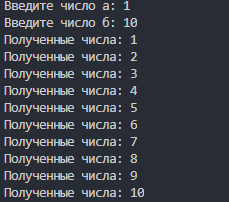 Введите число а: 1
Введите число б: 10
Полученные числа: 1
Полученные числа: 2
Полученные числа: 3
Полученные числа: 4
Полученные числа: 5
Полученные числа: 6
Полученные числа: 7
Полученные числа: 8
Полученные числа: 9
Полученные числа: 10